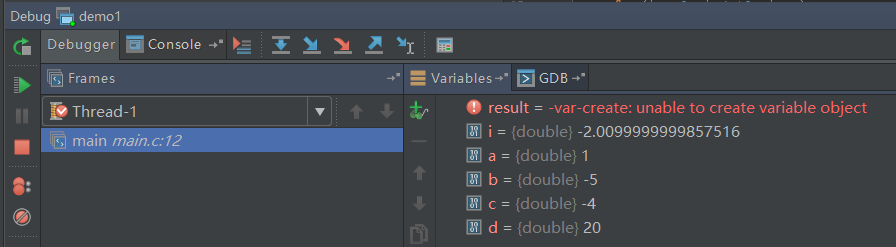 Debug demo1
Debugger Console
Frames Variables GDB
Thread-1
main main.c:12
result = -var-create: unable to create variable object
i = {double} -2.0099999999857516
a = {double} 1
b = {double} -5
c = {double} -4
d = {double} 20